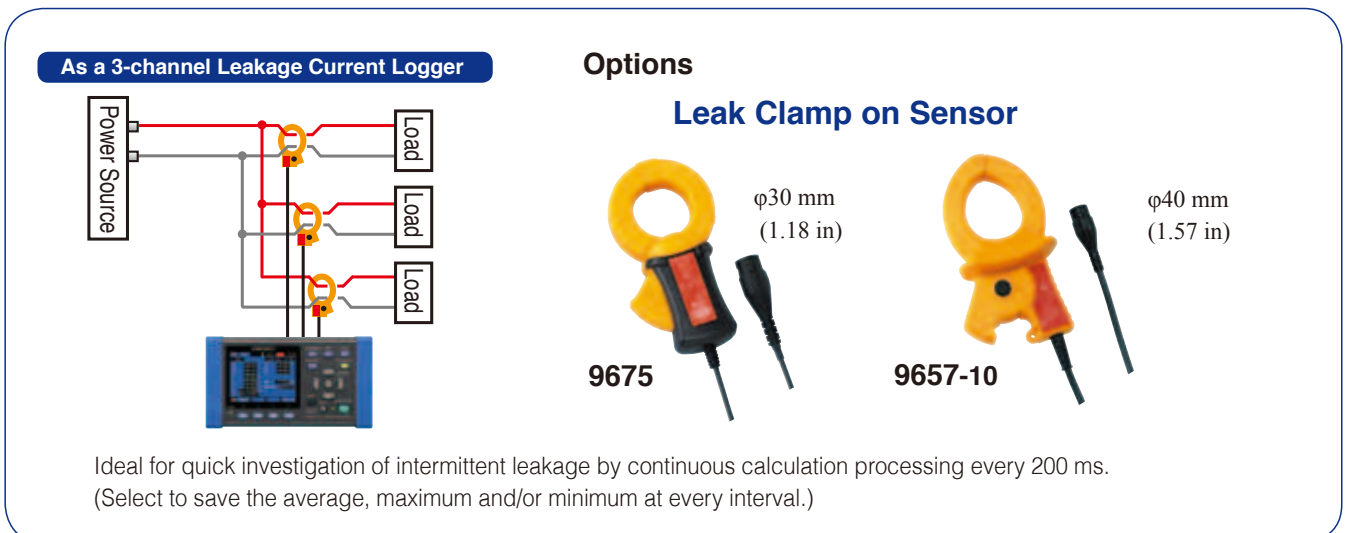 As a 3-channel Leakage Current Logger
Power Source
Load
Load
Load
Options
Leak Clamp on Sensor
φ30 mm
(1.18 in)
9675
φ40 mm
(1.57 in)
9657-10
Ideal for quick investigation of intermittent leakage by continuous calculation processing every 200 ms.
(Select to save the average, maximum and/or minimum at every interval.)